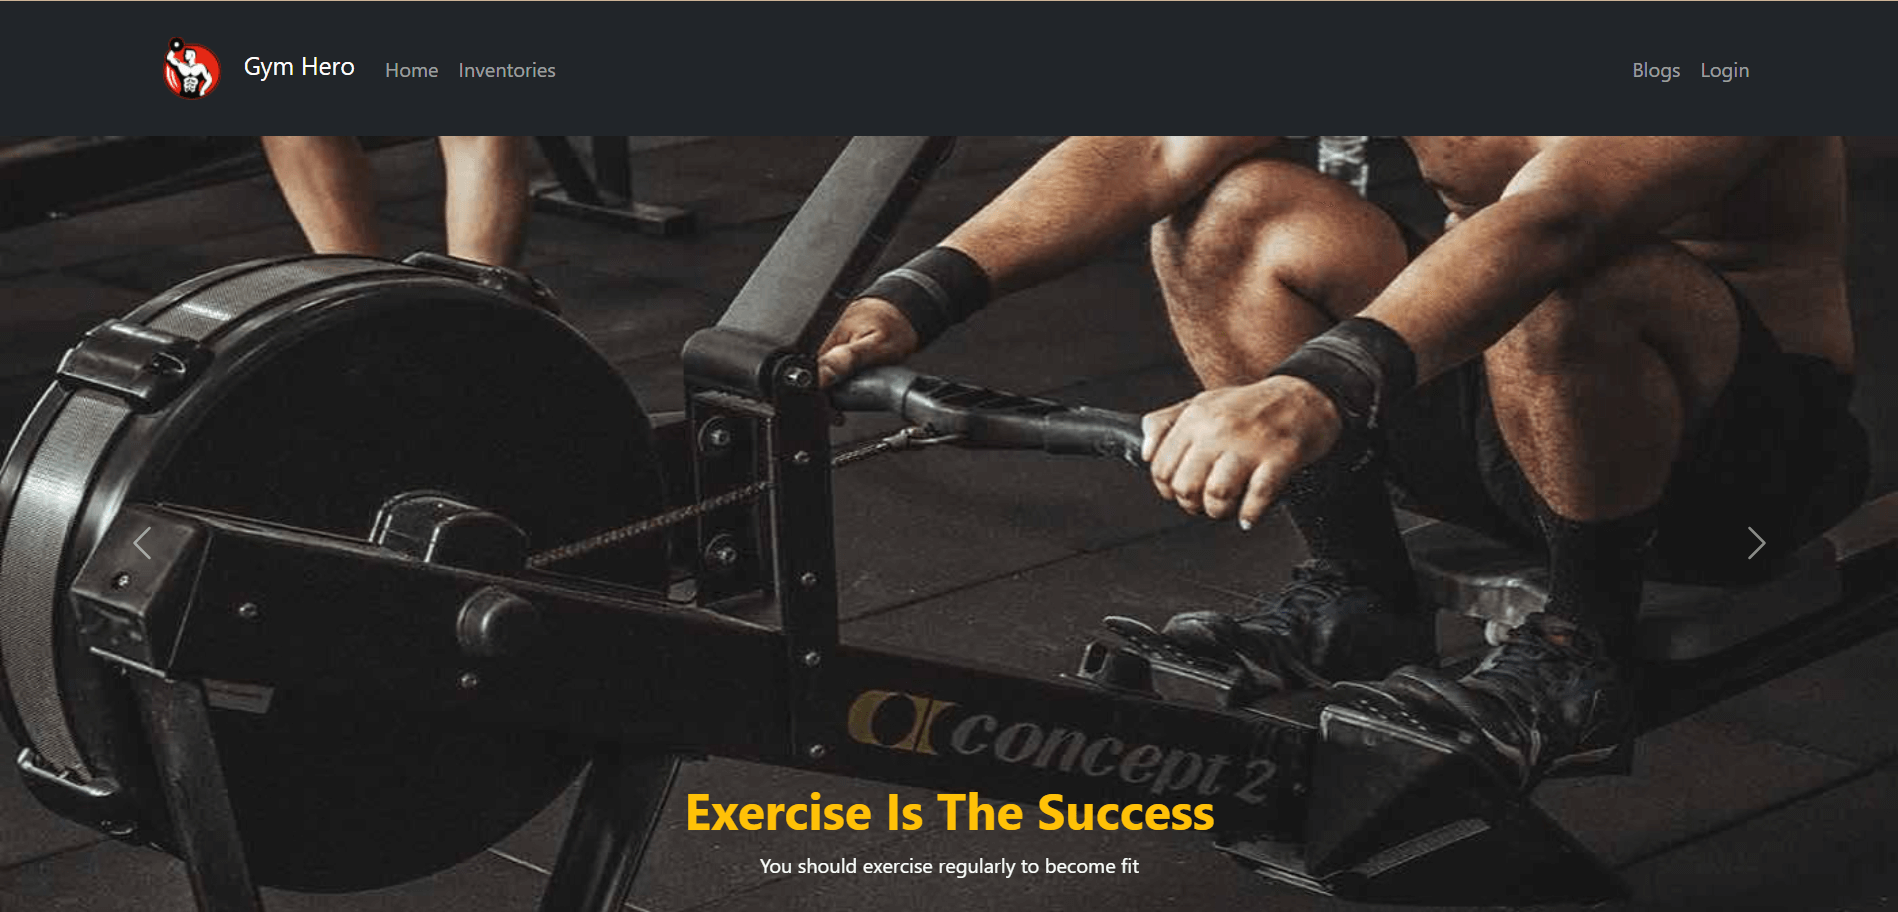 Gym Hero Home Inventories Blogs Login
concept 2
Exercise Is The Success
You should exercise regularly to become fit